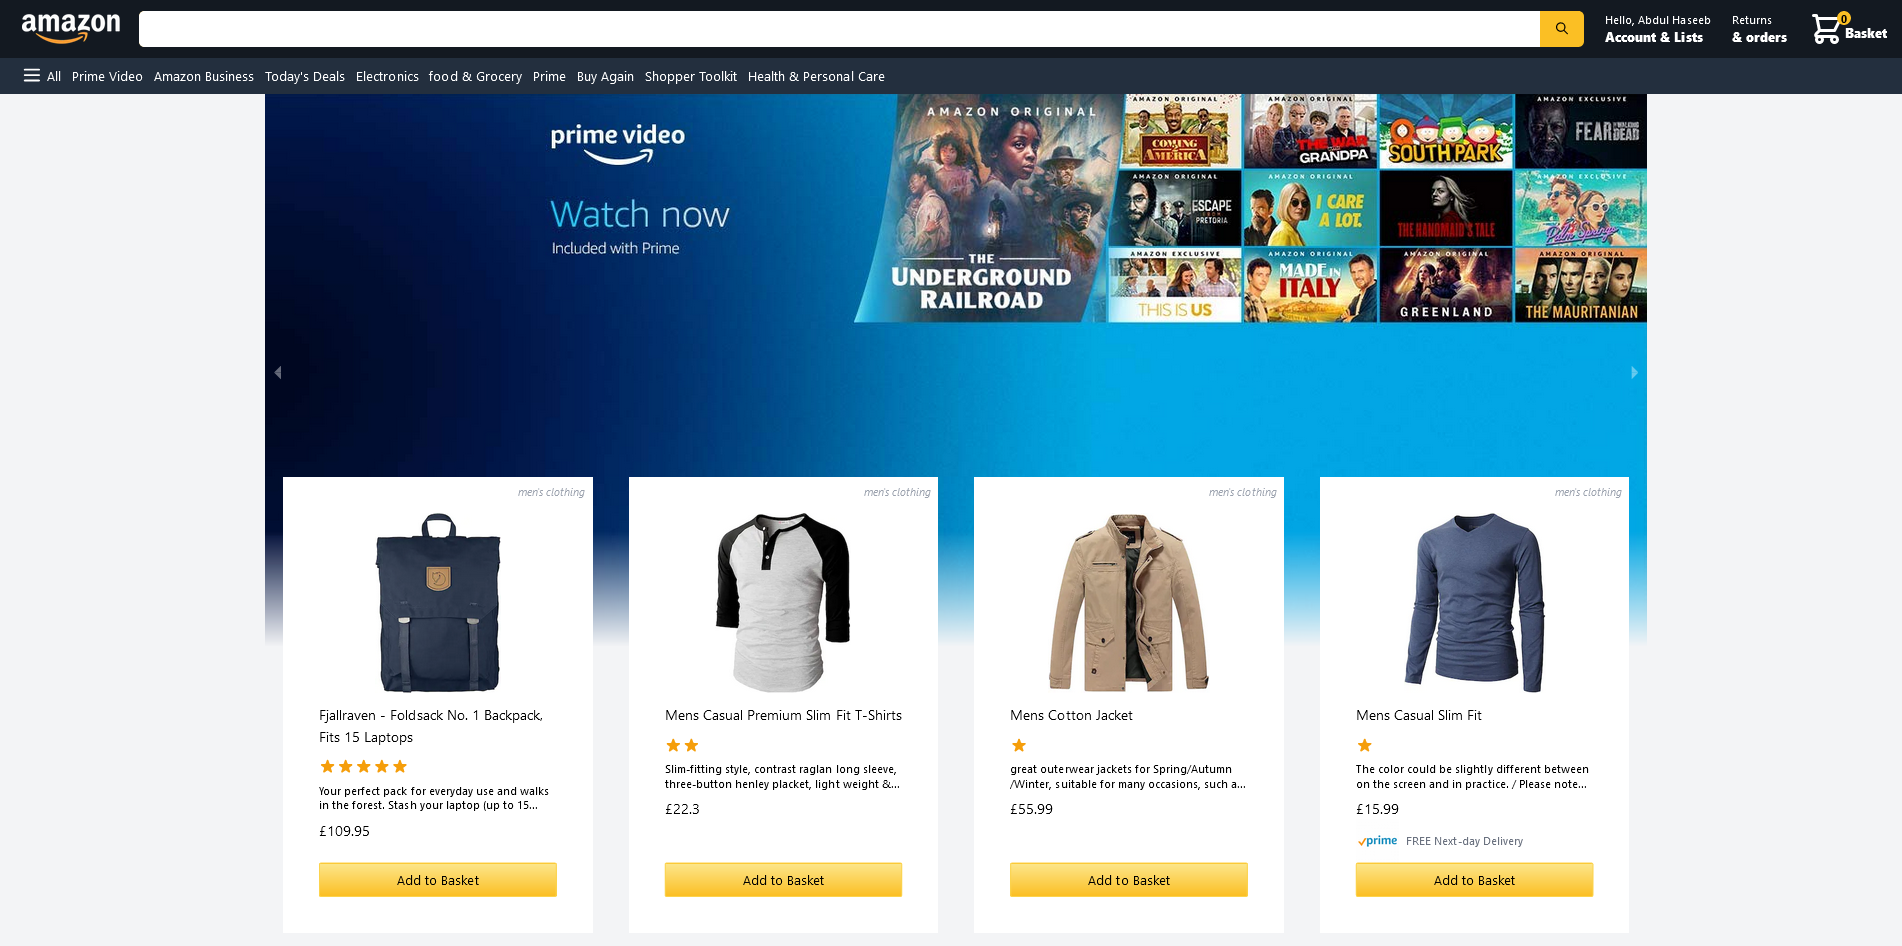 amazon
Hello, Abdul Haseeb
Account & Lists
Returns
& orders
0
Basket
All Prime Video Amazon Business Today's Deals Electronics food & Grocery Prime Buy Again Shopper Toolkit Health & Personal Care
prime video
Watch now
Included with Prime
AMAZON ORIGINAL
THE
UNDERGROUND
RAILROAD
AMAZON ORIGINAL
COMING 2
AMERICA
AMAZON ORIGINAL
THE WAR
GRANDPA
SOUTH PARK
AMAZON EXCLUSIVE
FEAR THE WALKING
DEAD
AMAZON ORIGINAL
ESCAPE
FROM
PRETORIA
AMAZON ORIGINAL
I CARE
A LOT.
THE HANDMAID'S TALE
AMAZON EXCLUSIVE
Palm Springs
AMAZON EXCLUSIVE
THIS IS US
AMAZON ORIGINAL
MADE IN
ITALY
AMAZON ORIGINAL
GREENLAND
AMAZON ORIGINAL
THE MAURITANIAN
men's clothing
Fjallraven - Foldsack No. 1 Backpack,
Fits 15 Laptops
Your perfect pack for everyday use and walks
in the forest. Stash your laptop (up to 15...
£109.95
Add to Basket
men's clothing
Mens Casual Premium Slim Fit T-Shirts
Slim-fitting style, contrast raglan long sleeve,
three-button henley placket, light weight &...
£22.3
Add to Basket
men's clothing
Mens Cotton Jacket
great outerwear jackets for Spring/Autumn
/Winter, suitable for many occasions, such a...
£55.99
Add to Basket
men's clothing
Mens Casual Slim Fit
The color could be slightly different between
on the screen and in practice. / Please note...
£15.99
prime FREE Next-day Delivery
Add to Basket